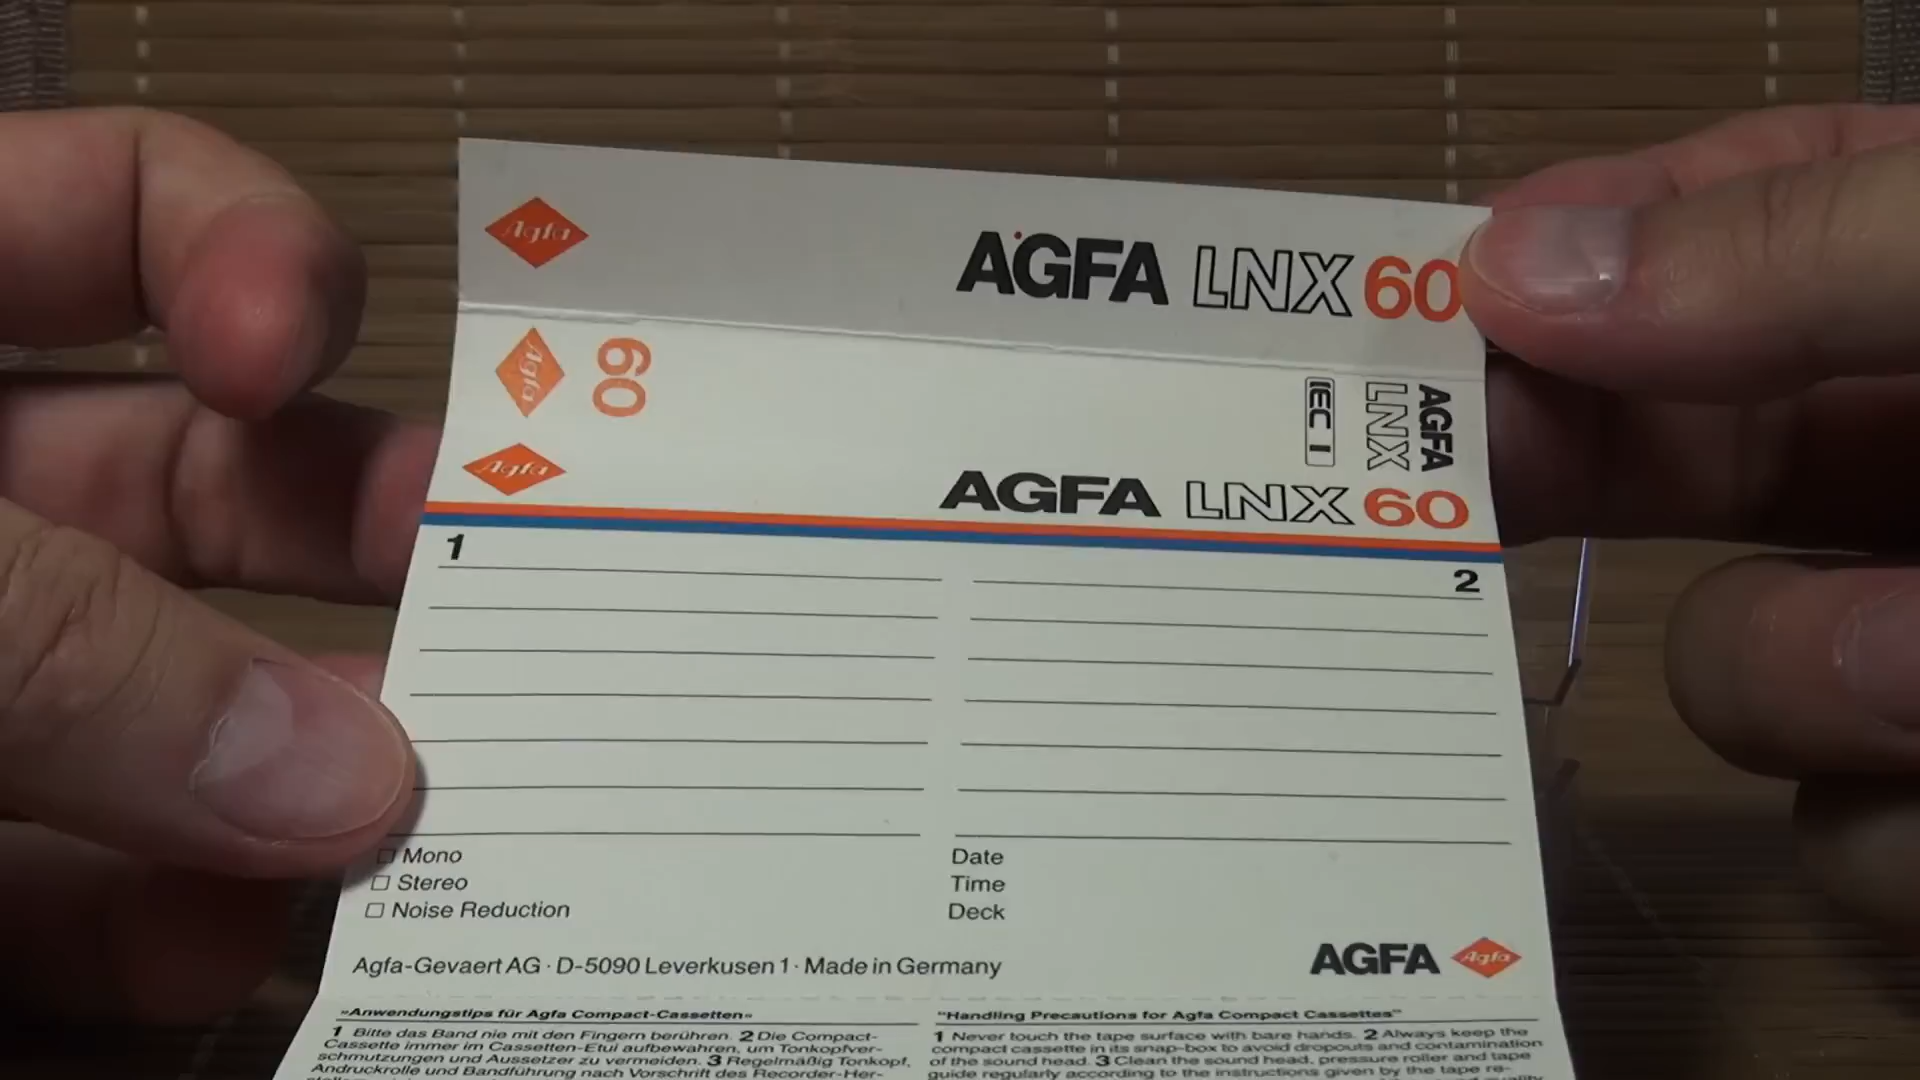 Agfa
AGFA LNX 60
Agfa
60
IEC I
LNX
AGFA
Agfa
AGFA LNX 60
1
2
Mono
Stereo
Noise Reduction
Date
Time
Deck
Agfa-Gevaert AG · D-5090 Leverkusen 1 · Made in Germany
AGFA Agfa
»Anwendungstips für Agfa Compact-Cassetten«
1 Bitte das Band nie mit den Fingern berühren. 2 Die Compact-
Cassette immer im Cassetten-Etui aufbewahren, um Tonkopfver-
schmutzungen und Aussetzer zu vermeiden. 3 Regelmäßig Tonkopf,
Andruckrolle und Bandführung nach Vorschrift des Recorder-Her-
"Handling Precautions for Agfa Compact Cassettes"
1 Never touch the tape surface with bare hands. 2 Always keep the
compact cassette in its snap-box to avoid dropouts and contamination
of the sound head. 3 Clean the sound head, pressure roller and tape
guide regularly according to the instructions given by the tape re-